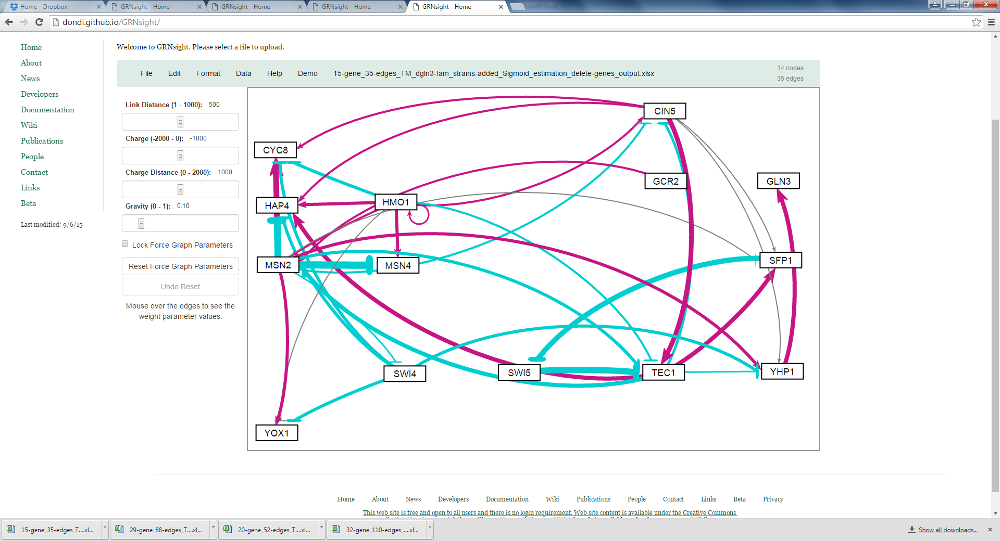 Home - Dropbox
GRNsight - Home
GRNsight - Home
GRNsight - Home
GRNsight - Home
dondi.github.io/GRNsight/
Home
About
News
Developers
Documentation
Wiki
Publications
People
Contact
Links
Beta
Last modified: 9/6/15
Welcome to GRNsight. Please select a file to upload.
File Edit Format Data Help Demo 15-gene_35-edges_TM_dgln3-fam_strains-added_Sigmoid_estimation_delete-genes_output.xlsx
14 nodes
35 edges
Link Distance (1 - 1000): 500
Charge (-2000 - 0): -1000
Charge Distance (0 - 2000): 1000
Gravity (0 - 1): 0.10
Lock Force Graph Parameters
Reset Force Graph Parameters
Undo Reset
Mouse over the edges to see the
weight parameter values.
CIN5
CYC8
GCR2
GLN3
HAP4
HMO1
MSN2
MSN4
SFP1
SWI4
SWI5
TEC1
YHP1
YOX1
Home About News Developers Documentation Wiki Publications People Contact Links Beta Privacy
This web site is free and open to all users and there is no login requirement. Web site content is available under the Creative Commons
15-gene_35-edges_T....xl...
29-gene_88-edges_T....xl...
20-gene_52-edges_T....xl...
32-gene_110-edges_....xl...
Show all downloads...